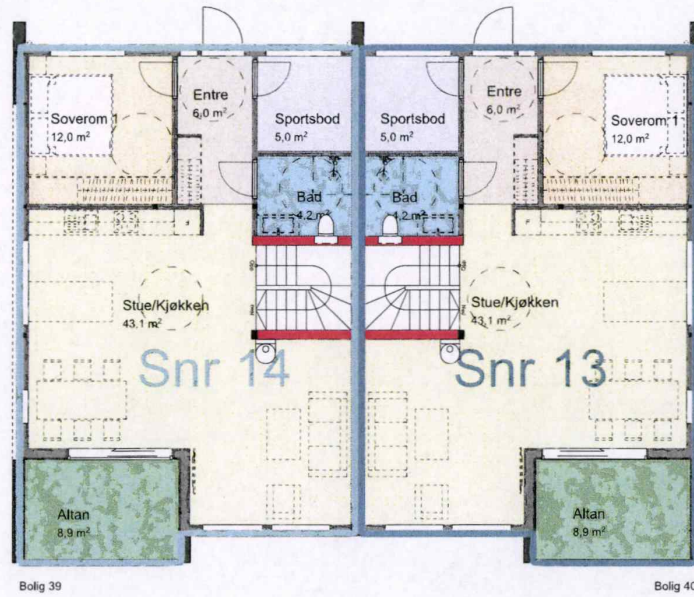 Soverom 1
12,0 m²
Entre
6,0 m²
Sportsbod
5,0 m²
Sportsbod
5,0 m²
Entre
6,0 m²
Soverom 1
12,0 m²
Bad
4,2 m²
Bad
4,2 m²
Stue/Kjøkken
43,1 m²
Stue/Kjøkken
43,1 m²
Snr 14
Snr 13
Altan
8,9 m²
Altan
8,9 m²
Bolig 39
Bolig 40